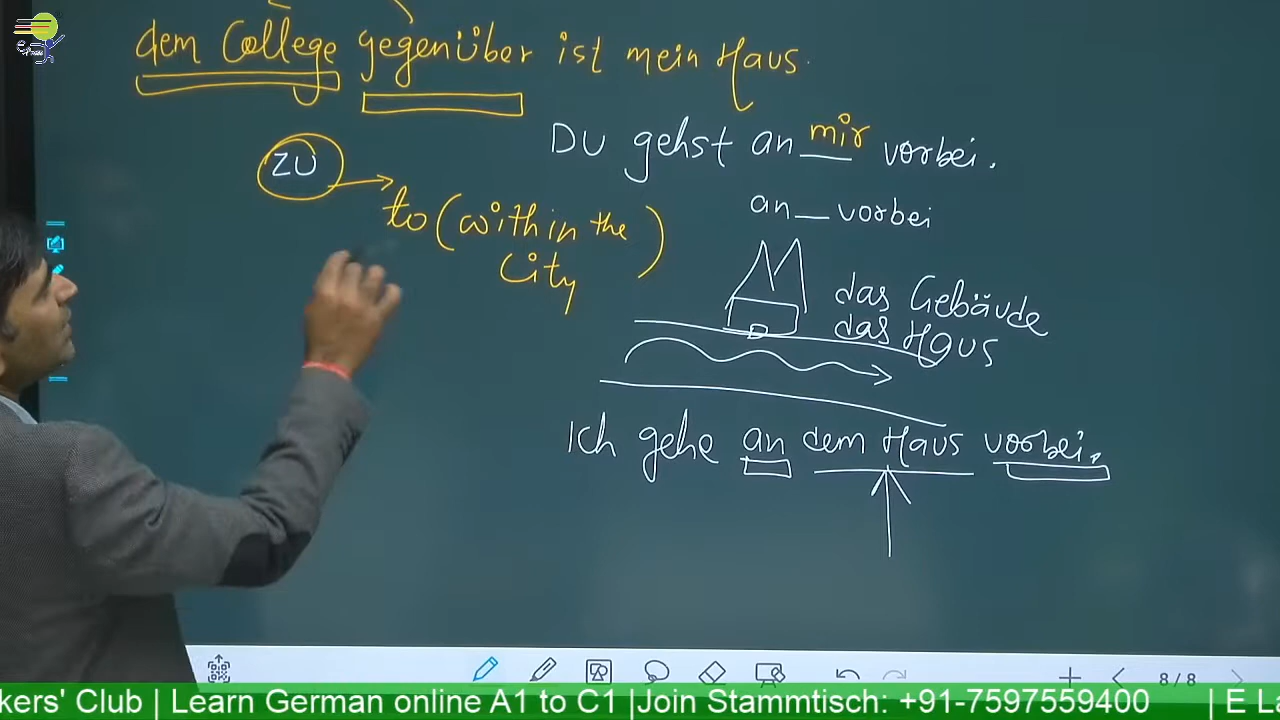 dem College gegenüber ist mein Haus.
Du gehst an mir vorbei.
zu
to (within the
City)
an __ vorbei
das Gebäude
das Haus
Ich gehe an dem Haus vorbei.
8/8
kers' Club | Learn German online A1 to C1 |Join Stammtisch: +91-7597559400 | E La